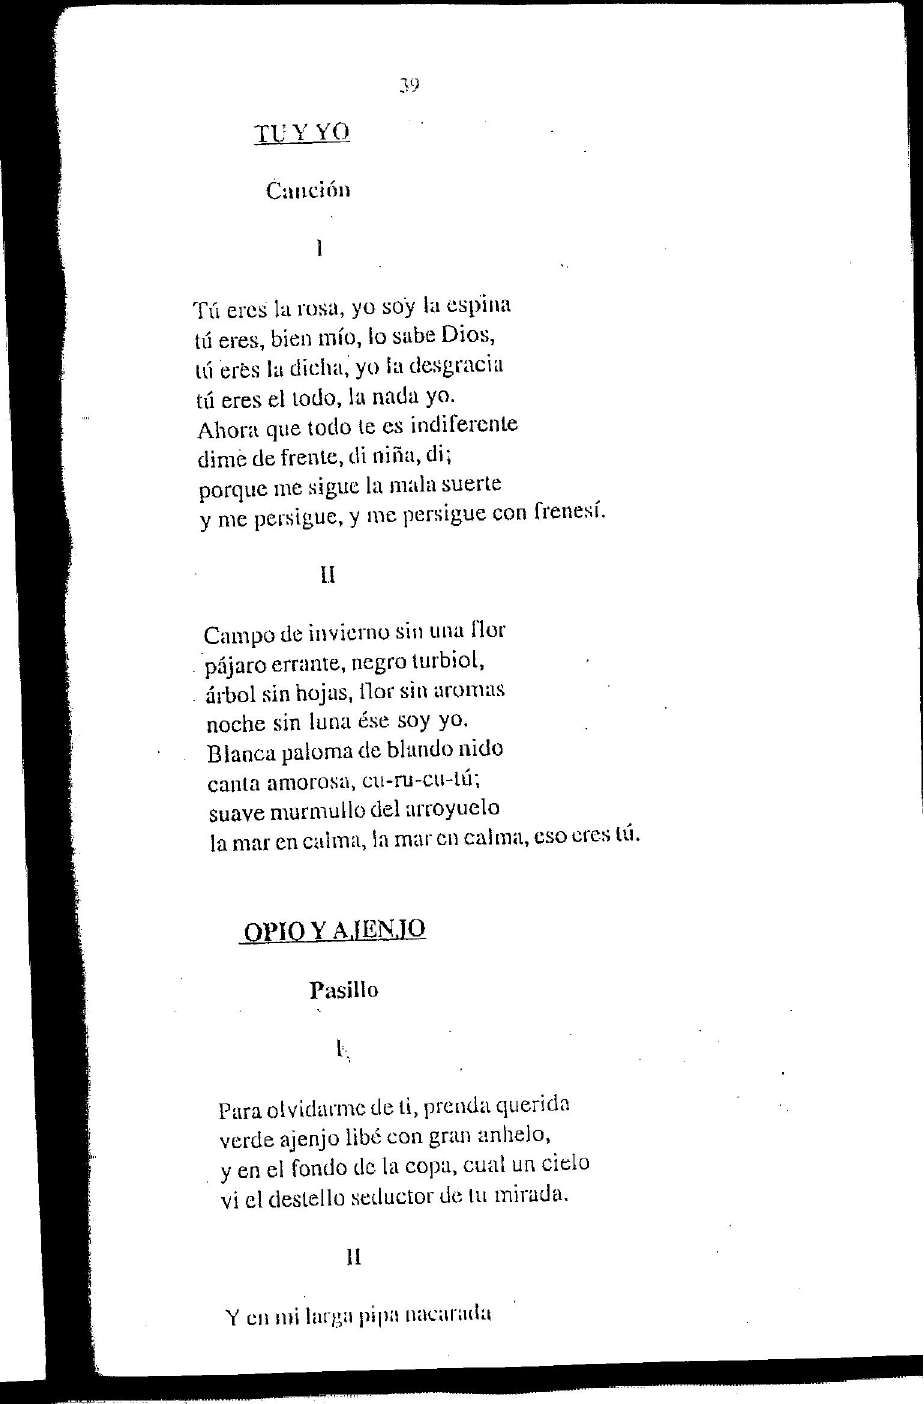 39
TU Y YO
Canción
I
Tú eres la rosa, yo soy la espina
tú eres, bien mío, lo sabe Dios,
tú eres la dicha, yo la desgracia
tú eres el todo, la nada yo.
Ahora que todo te es indiferente
dime de frente, di niña, di;
porque me sigue la mala suerte
y me persigue, y me persigue con frenesí.
II
Campo de invierno sin una flor
pájaro errante, negro turbiol,
árbol sin hojas, flor sin aromas
noche sin luna ése soy yo.
Blanca paloma de blando nido
canta amorosa, cu-ru-cu-tú;
suave murmullo del arroyuelo
la mar en calma, la mar en calma, eso eres tú.
OPIO Y AJENJO
Pasillo
I
Para olvidarme de ti, prenda querida
verde ajenjo libé con gran anhelo,
y en el fondo de la copa, cual un cielo
vi el destello seductor de tu mirada.
II
Y en mi larga pipa nacarada